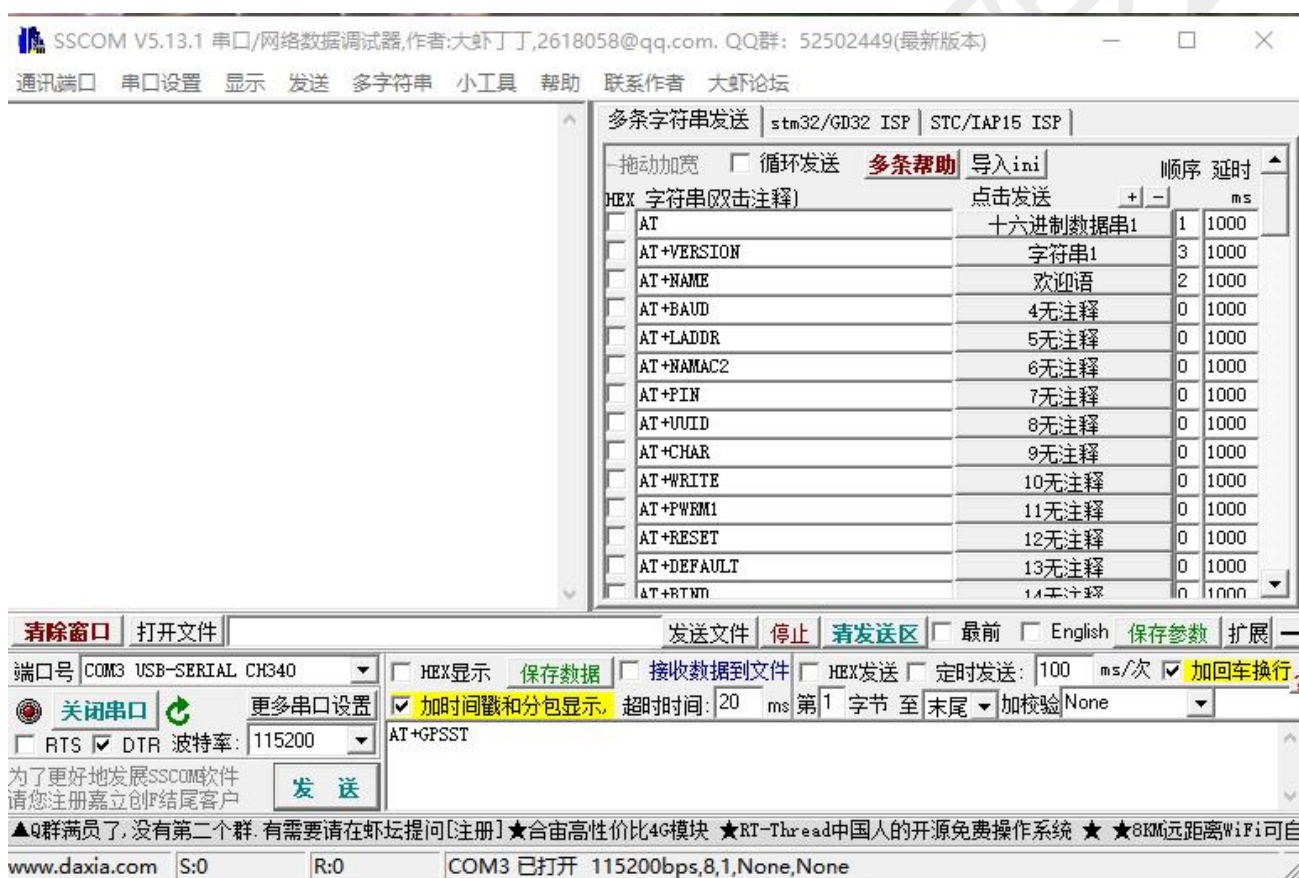 SSCOM V5.13.1 串口/网络数据调试器,作者:大虾丁丁,2618058@qq.com. QQ群: 52502449(最新版本)
通讯端口 串口设置 显示 发送 多字符串 小工具 帮助 联系作者 大虾论坛
多条字符串发送 stm32/GD32 ISP STC/IAP15 ISP
拖动加宽 循环发送 多条帮助 导入ini 顺序 延时
HEX 字符串(双击注释) 点击发送 + - ms
AT 十六进制数据串1 1 1000
AT+VERSION 字符串1 3 1000
AT+NAME 欢迎语 2 1000
AT+BAUD 4无注释 0 1000
AT+LADDR 5无注释 0 1000
AT+NAMAC2 6无注释 0 1000
AT+PIN 7无注释 0 1000
AT+UUID 8无注释 0 1000
AT+CHAR 9无注释 0 1000
AT+WRITE 10无注释 0 1000
AT+PWRM1 11无注释 0 1000
AT+RESET 12无注释 0 1000
AT+DEFAULT 13无注释 0 1000
AT+BIND 14无注释 0 1000
清除窗口 打开文件 发送文件 停止 清发送区 最前 English 保存参数 扩展 —
端口号 COM3 USB-SERIAL CH340 HEX显示 保存数据 接收数据到文件 HEX发送 定时发送: 100 ms/次 加回车换行
关闭串口 更多串口设置 加时间戳和分包显示, 超时时间: 20 ms 第1 字节 至 末尾 加校验 None
RTS DTR 波特率: 115200 AT+GPSST
为了更好地发展SSCOM软件
请您注册嘉立创F结尾客户 发 送
▲Q群满员了,没有第二个群.有需要请在虾坛提问[注册]★合宙高性价比4G模块 ★RT-Thread中国人的开源免费操作系统 ★ ★8KM远距离WiFi可自
www.daxia.com S:0 R:0 COM3 已打开 115200bps,8,1,None,None